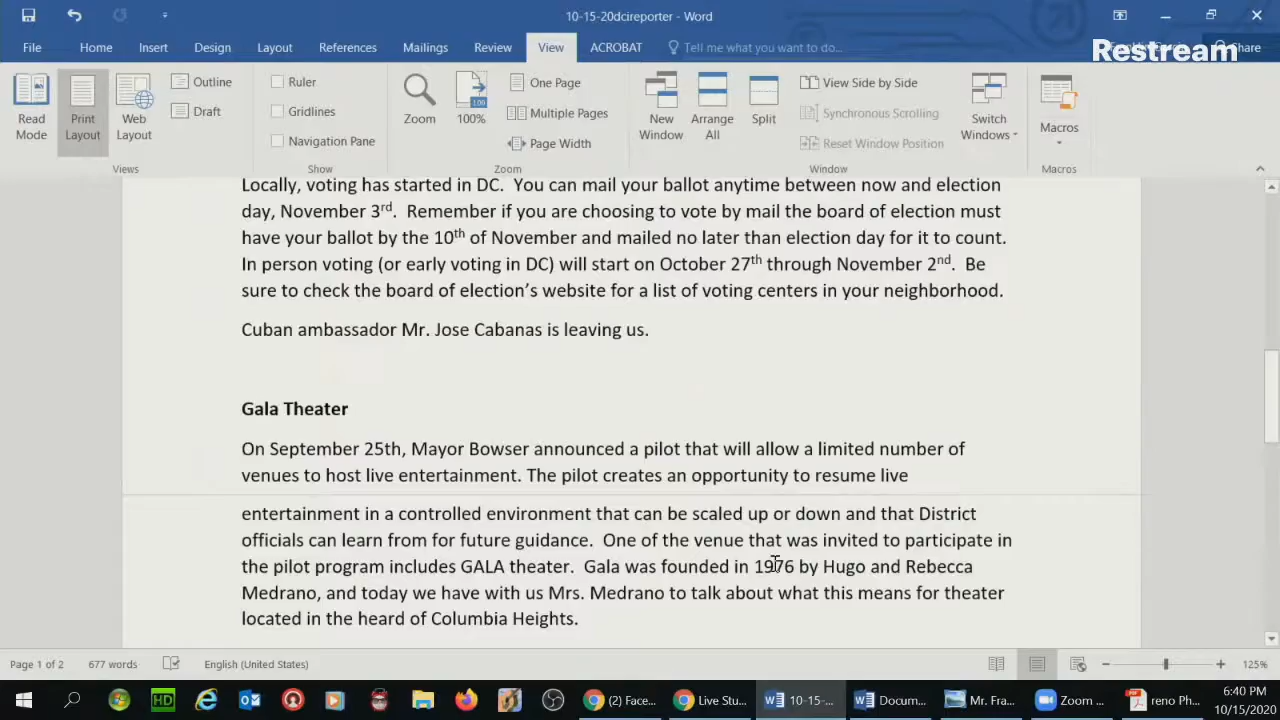 10-15-20dcireporter - Word
File Home Insert Design Layout References Mailings Review View ACROBAT Tell me what you want to do... Share
Restream
Read Mode
Print Layout
Web Layout
Outline
Draft
Views
Ruler
Gridlines
Navigation Pane
Show
Zoom
100
100%
One Page
Multiple Pages
Page Width
Zoom
New Window
Arrange All
Split
View Side by Side
Synchronous Scrolling
Reset Window Position
Window
Switch Windows
Macros
Macros
Locally, voting has started in DC.  You can mail your ballot anytime between now and election
day, November 3rd.  Remember if you are choosing to vote by mail the board of election must
have your ballot by the 10th of November and mailed no later than election day for it to count.
In person voting (or early voting in DC) will start on October 27th through November 2nd.  Be
sure to check the board of election’s website for a list of voting centers in your neighborhood.
Cuban ambassador Mr. Jose Cabanas is leaving us.
Gala Theater
On September 25th, Mayor Bowser announced a pilot that will allow a limited number of
venues to host live entertainment. The pilot creates an opportunity to resume live
entertainment in a controlled environment that can be scaled up or down and that District
officials can learn from for future guidance.  One of the venue that was invited to participate in
the pilot program includes GALA theater.  Gala was founded in 1976 by Hugo and Rebecca
Medrano, and today we have with us Mrs. Medrano to talk about what this means for theater
located in the heard of Columbia Heights.
Page 1 of 2 677 words English (United States) 125%
HD (2) Face... Live Stu... 10-15-... Docum... Mr. Fra... Zoom ... reno Ph...
6:40 PM
10/15/2020